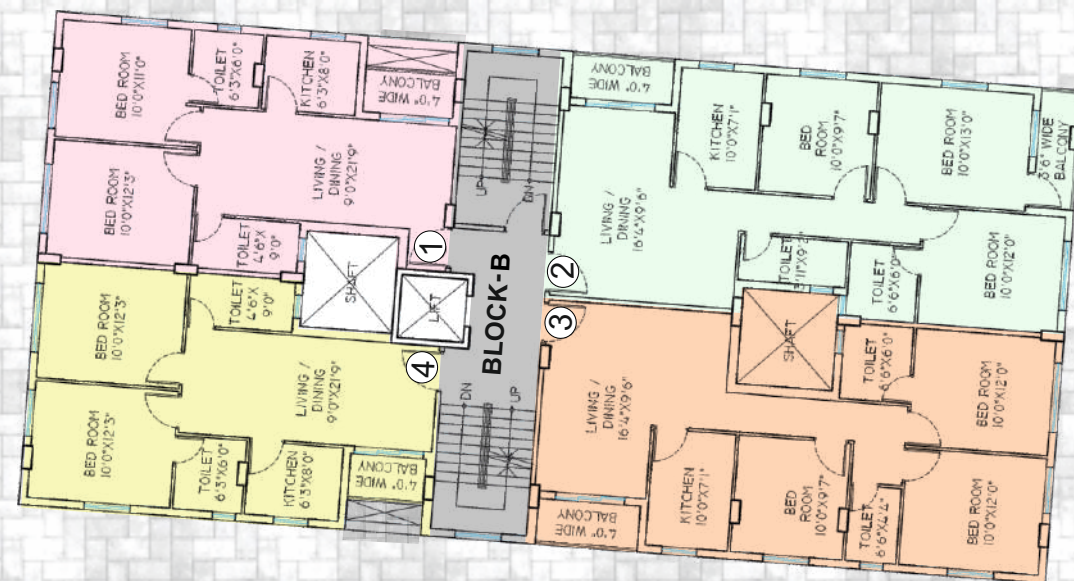 BED ROOM
10'0"X11'0"
TOILET
6'3"X6'0"
KITCHEN
6'3"X8'0"
4'0" WIDE
BALCONY
BED ROOM
10'0"X12'3"
LIVING /
DINING
9'0"X21'9"
TOILET
4'6"X
9'0"
SHAFT
LIFT
1
UP
DN
BLOCK-B
4'0" WIDE
BALCONY
KITCHEN
10'0"X7'1"
BED
ROOM
10'0"X9'7"
BED ROOM
10'0"X13'0"
3'6" WIDE
BALCONY
LIVING /
DINING
16'4"X9'6"
TOILET
3'11"X9'2"
TOILET
6'6"X6'0"
BED ROOM
10'0"X12'0"
2
BED ROOM
10'0"X12'3"
TOILET
4'6"X
9'0"
LIVING /
DINING
9'0"X21'9"
4
BED ROOM
10'0"X12'3"
TOILET
6'3"X6'0"
KITCHEN
6'3"X8'0"
4'0" WIDE
BALCONY
DN
UP
3
LIVING /
DINING
16'4"X9'6"
SHAFT
TOILET
6'6"X6'0"
BED ROOM
10'0"X12'0"
4'0" WIDE
BALCONY
KITCHEN
10'0"X7'1"
BED
ROOM
10'0"X9'7"
TOILET
6'6"X4'4"
BED ROOM
10'0"X12'0"